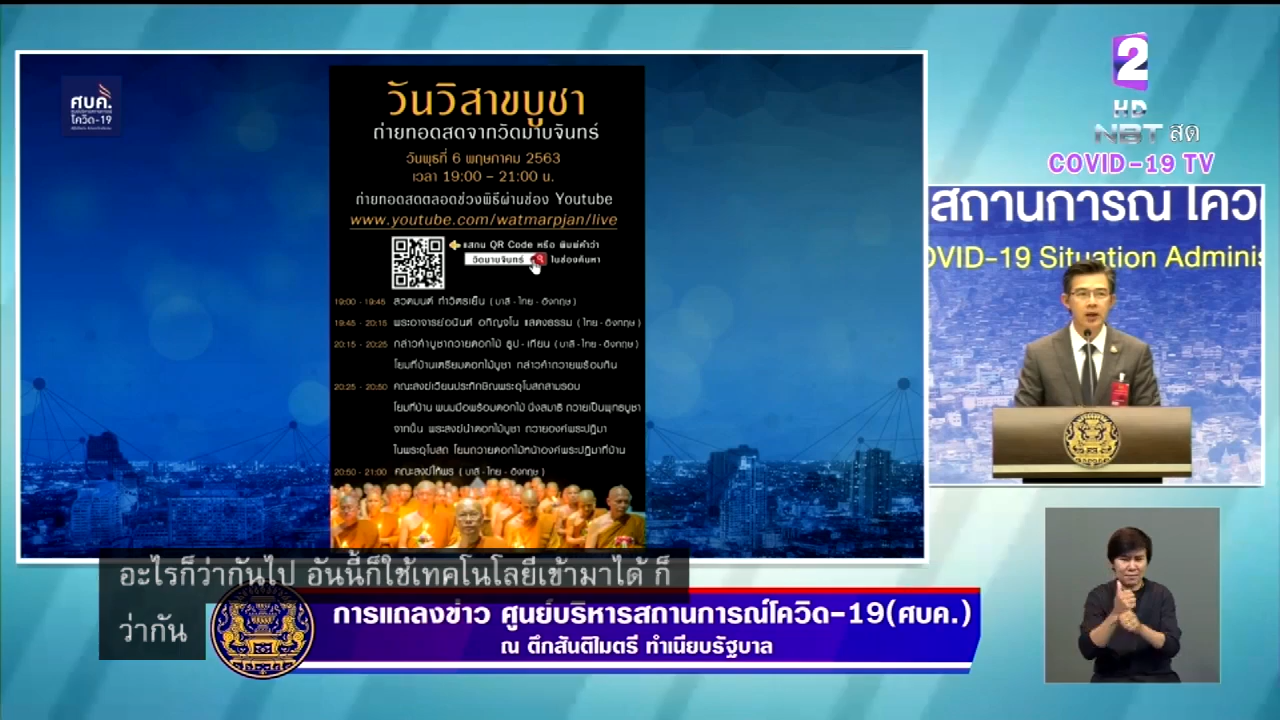 ศบค.
โควิด-19
วันวิสาขบูชา
ถ่ายทอดสดจากวัดมาบจันทร์
วันพุธที่ 6 พฤษภาคม 2563
เวลา 19:00 - 21:00 น.
ถ่ายทอดสดตลอดช่วงพิธีผ่านช่อง Youtube
www.youtube.com/watmarpjan/live
แสกน QR Code หรือ พิมพ์คำว่า
วัดมาบจันทร์ ในช่องค้นหา
19:00 - 19:45 สวดมนต์ ทำวัตรเย็น ( บาลี - ไทย - อังกฤษ )
19:45 - 20:15 พระอาจารย์อนันต์ อกิญจโน แสดงธรรม ( ไทย - อังกฤษ )
20:15 - 20:25 กล่าวคำบูชาถวายดอกไม้ ธูป - เทียน ( บาลี - ไทย - อังกฤษ )
โยมที่บ้านเตรียมดอกไม้บูชา กล่าวคำถวายพร้อมกัน
20:25 - 20:50 คณะสงฆ์เวียนประทักษิณพระอุโบสถสามรอบ
โยมที่บ้าน พนมมือพร้อมดอกไม้ นั่งสมาธิ ถวายเป็นพุทธบูชา
จากนั้น พระสงฆ์นำดอกไม้บูชา ถวายองค์พระปฏิมา
ในพระอุโบสถ โยมถวายดอกไม้หน้าองค์พระปฏิมาที่บ้าน
20:50 - 21:00 คณะสงฆ์ให้พร ( บาลี - ไทย - อังกฤษ )
2
HD
NBT สด
COVID-19 TV
สถานการณ์ โควิ
OVID-19 Situation Adminis
อะไรก็ว่ากันไป อันนี้ก็ใช้เทคโนโลยีเข้ามาได้ ก็
ว่ากัน
การแถลงข่าว ศูนย์บริหารสถานการณ์โควิด-19(ศบค.)
ณ ตึกสันติไมตรี ทำเนียบรัฐบาล